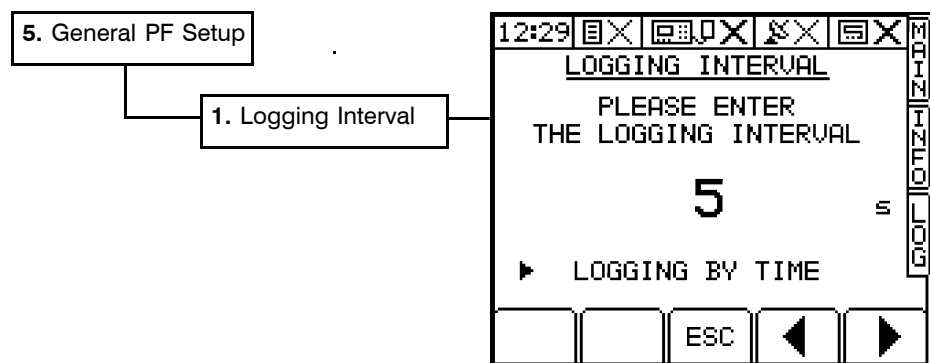 5. General PF Setup
1. Logging Interval
12:29
LOGGING INTERVAL
PLEASE ENTER
THE LOGGING INTERVAL
5 s
LOGGING BY TIME
ESC
MAIN
INFO
LOG